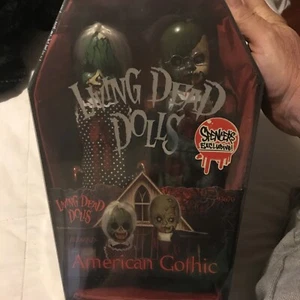 LIVING DEAD
DOLLS
SPENCER'S
EXCLUSIVE!
LIVING DEAD
DOLLS
American Gothic